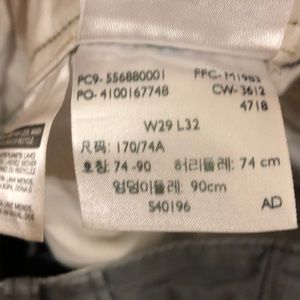 PC9-556880001 FFC-M1983
PO-4100167748 CW-3612
4718
W29 L32
尺码: 170/74A
호칭: 74-90 허리둘레: 74 cm
엉덩이둘레: 90cm
S40196 AD